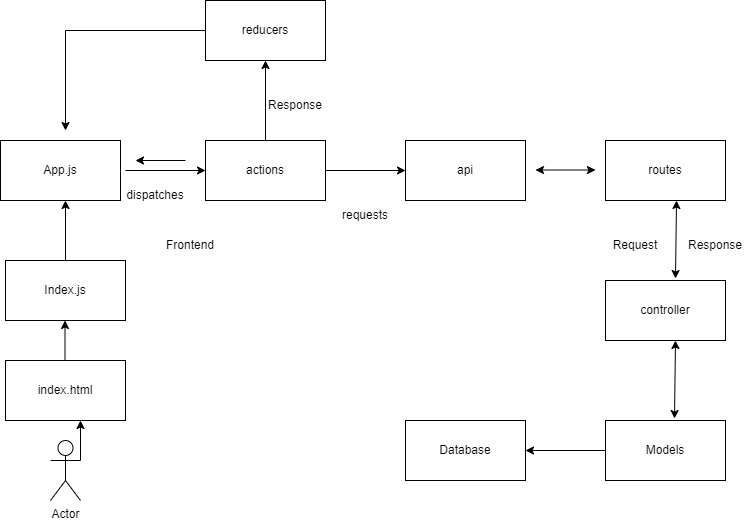 reducers
Response
App.js
actions
api
routes
dispatches
requests
Frontend
Request
Response
Index.js
controller
index.html
Database
Models
Actor